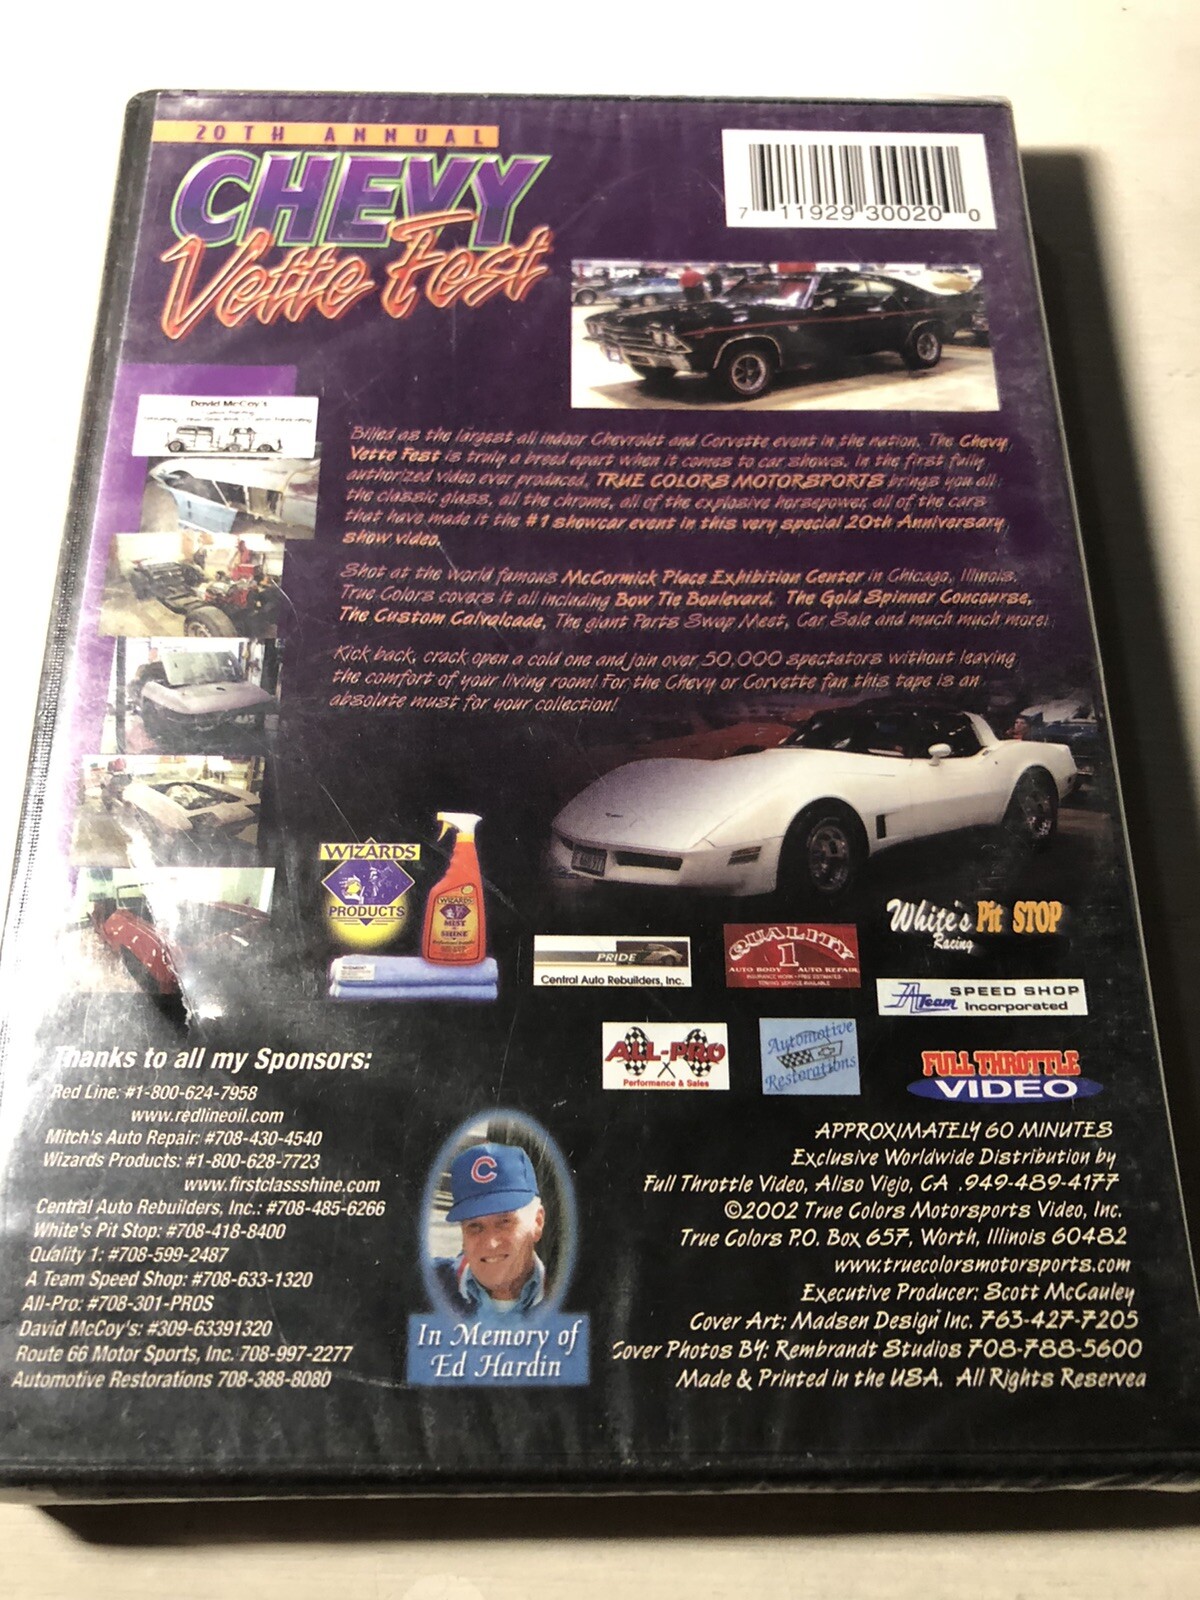 20TH ANNUAL
CHEVY
Vette Fest
7 11929 30020 0
David McCoy's
Billed as the largest all indoor Chevrolet and Corvette event in the nation. The Chevy
Vette Fest is truly a breed apart when it comes to car shows. In the first fully
authorized video ever produced, TRUE COLORS MOTORSPORTS brings you all
the classic glass, all the chrome, all of the explosive horsepower, all of the cars
that have made it the #1 showcar event in this very special 20th Anniversary
show video.
Shot at the world famous McCormick Place Exhibition Center in Chicago, Illinois.
True Colors covers it all including Bow Tie Boulevard, The Gold Spinner Concourse,
The Custom Calvalcade, The giant Parts Swap Meet, Car Sale and much much more!
Kick back, crack open a cold one and join over 50,000 spectators without leaving
the comfort of your living room! For the Chevy or Corvette fan this tape is an
absolute must for your collection!
WIZARDS
PRODUCTS
WIZARDS
MIST
SHINE
PRIDE
Central Auto Rebuilders, Inc.
QUALITY
1
AUTO BODY AUTO REPAIR
INSURANCE WORK • FREE ESTIMATES
TOWING SERVICE AVAILABLE
White's Pit STOP
Racing
A Team SPEED SHOP
Incorporated
ALL-PRO
Performance & Sales
Automotive
Restorations
FULL THROTTLE
VIDEO
Thanks to all my Sponsors:
Red Line: #1-800-624-7958
www.redlineoil.com
Mitch's Auto Repair: #708-430-4540
Wizards Products: #1-800-628-7723
www.firstclassshine.com
Central Auto Rebuilders, Inc.: #708-485-6266
White's Pit Stop: #708-418-8400
Quality 1: #708-599-2487
A Team Speed Shop: #708-633-1320
All-Pro: #708-301-PROS
David McCoy's: #309-63391320
Route 66 Motor Sports, Inc. 708-997-2277
Automotive Restorations 708-388-8080
C
In Memory of
Ed Hardin
APPROXIMATELY 60 MINUTES
Exclusive Worldwide Distribution by
Full Throttle Video, Aliso Viejo, CA .949-489-4177
©2002 True Colors Motorsports Video, Inc.
True Colors P.O. Box 657, Worth, Illinois 60482
www.truecolorsmotorsports.com
Executive Producer: Scott McCauley
Cover Art: Madsen Design Inc. 763-427-7205
Cover Photos BY: Rembrandt Studios 708-788-5600
Made & Printed in the USA. All Rights Reserved